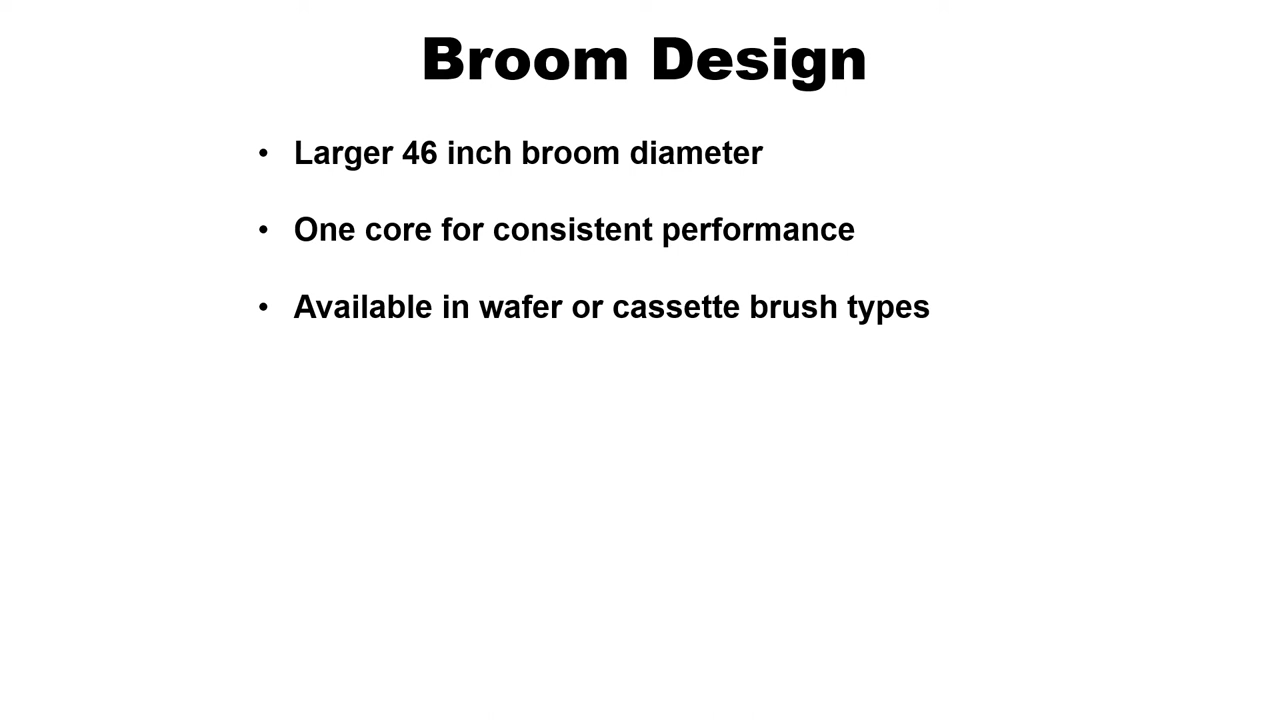 Broom Design
• Larger 46 inch broom diameter
• One core for consistent performance
• Available in wafer or cassette brush types